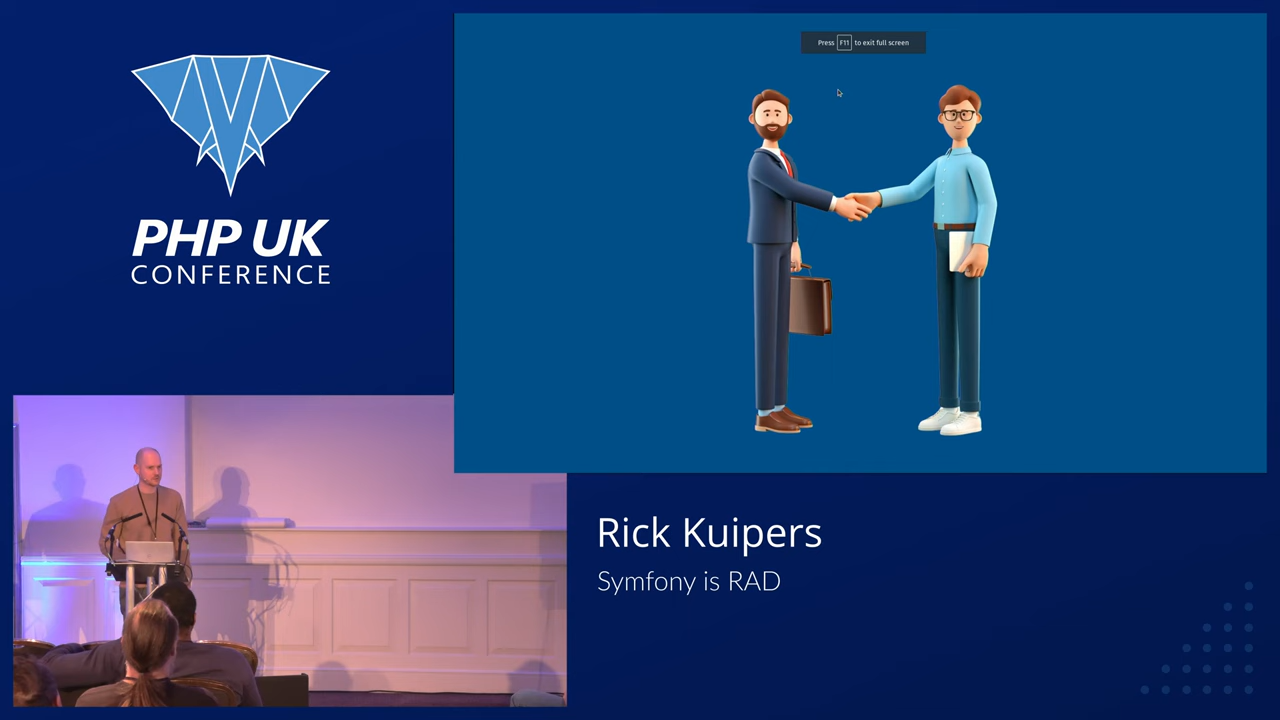 PHP UK
CONFERENCE
Press F11 to exit full screen
Rick Kuipers
Symfony is RAD